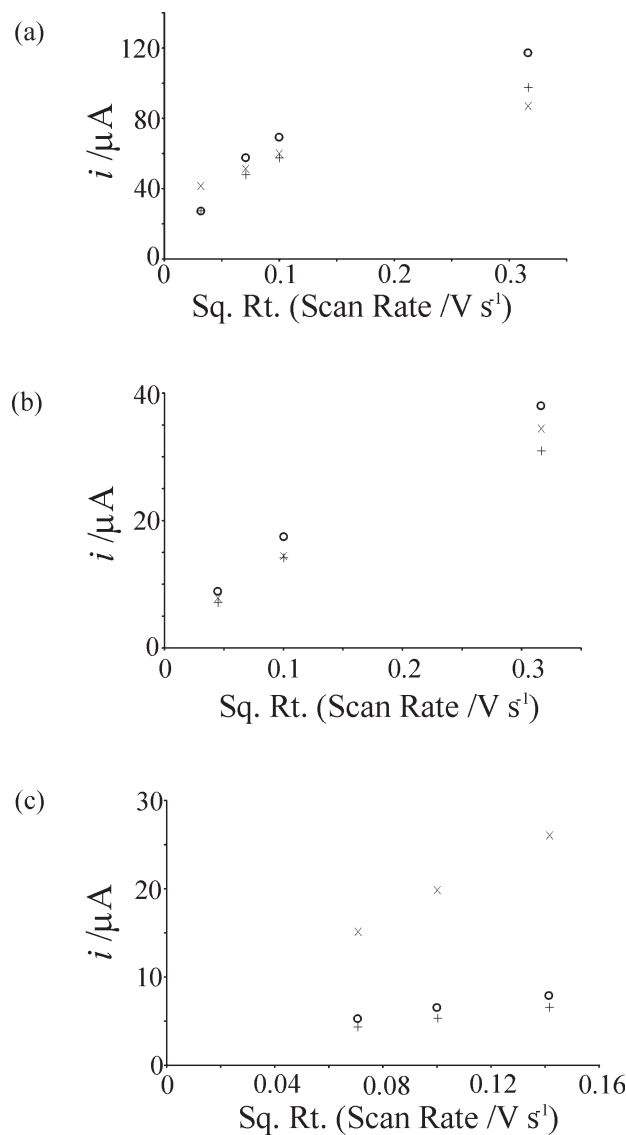 (a)
120
80
40
0
i /μA
0
0.1
0.2
0.3
Sq. Rt. (Scan Rate /V s-1)
(b)
40
20
0
i /μA
0
0.1
0.2
0.3
Sq. Rt. (Scan Rate /V s-1)
(c)
30
20
10
0
i /μA
0
0.04
0.08
0.12
0.16
Sq. Rt. (Scan Rate /V s-1)